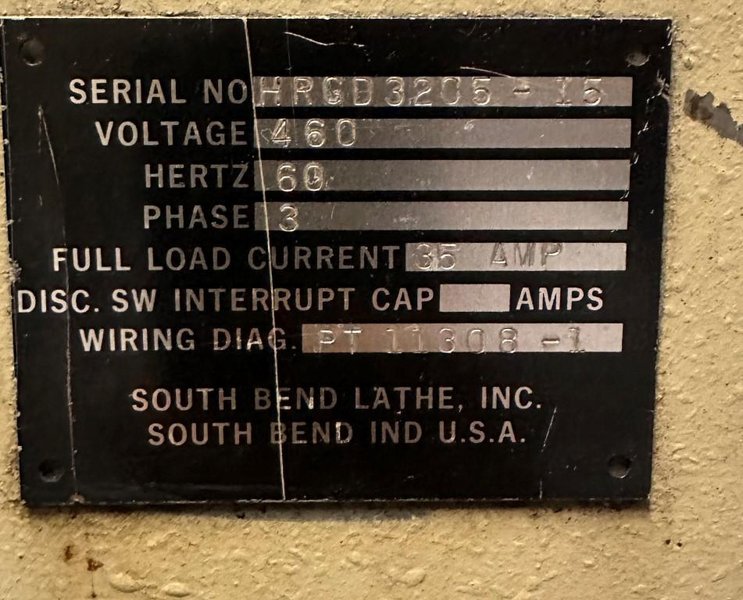 SERIAL NO HRGD3205-15
VOLTAGE 460
HERTZ 60
PHASE 3
FULL LOAD CURRENT 35 AMP
DISC. SW INTERRUPT CAP AMPS
WIRING DIAG. PT 11308-1
SOUTH BEND LATHE, INC.
SOUTH BEND IND U.S.A.